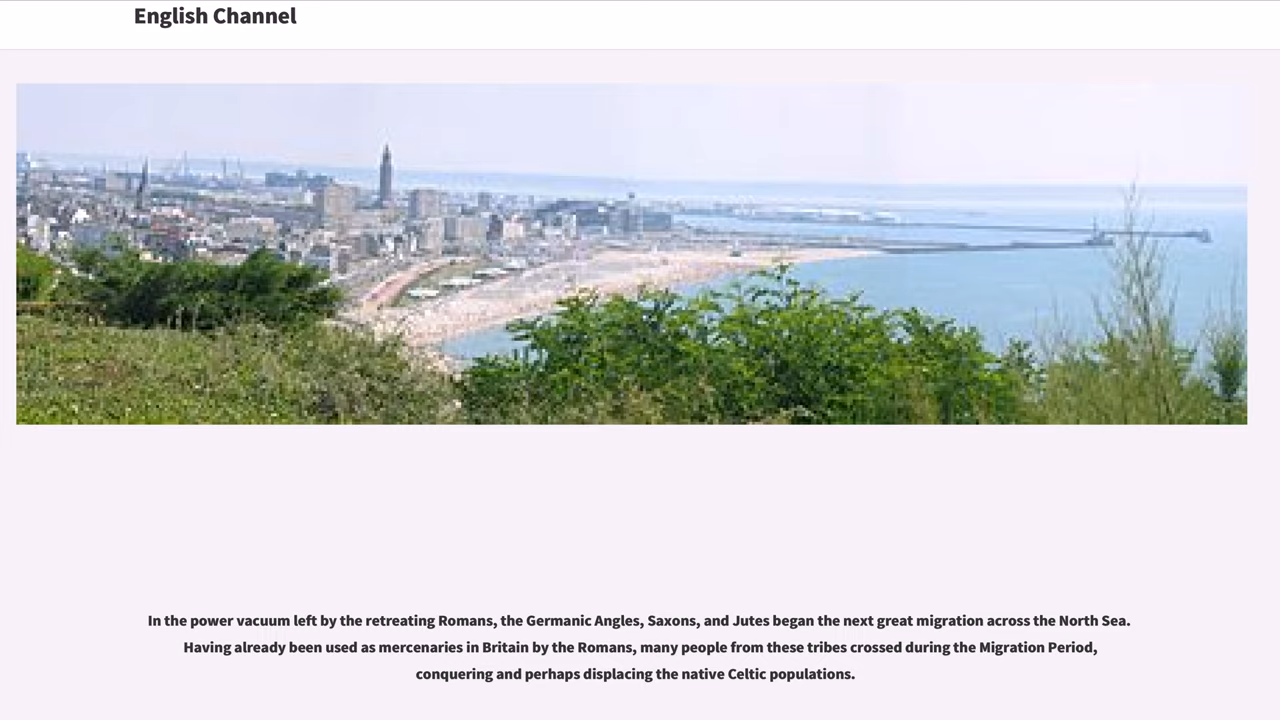 English Channel
In the power vacuum left by the retreating Romans, the Germanic Angles, Saxons, and Jutes began the next great migration across the North Sea.
Having already been used as mercenaries in Britain by the Romans, many people from these tribes crossed during the Migration Period,
conquering and perhaps displacing the native Celtic populations.